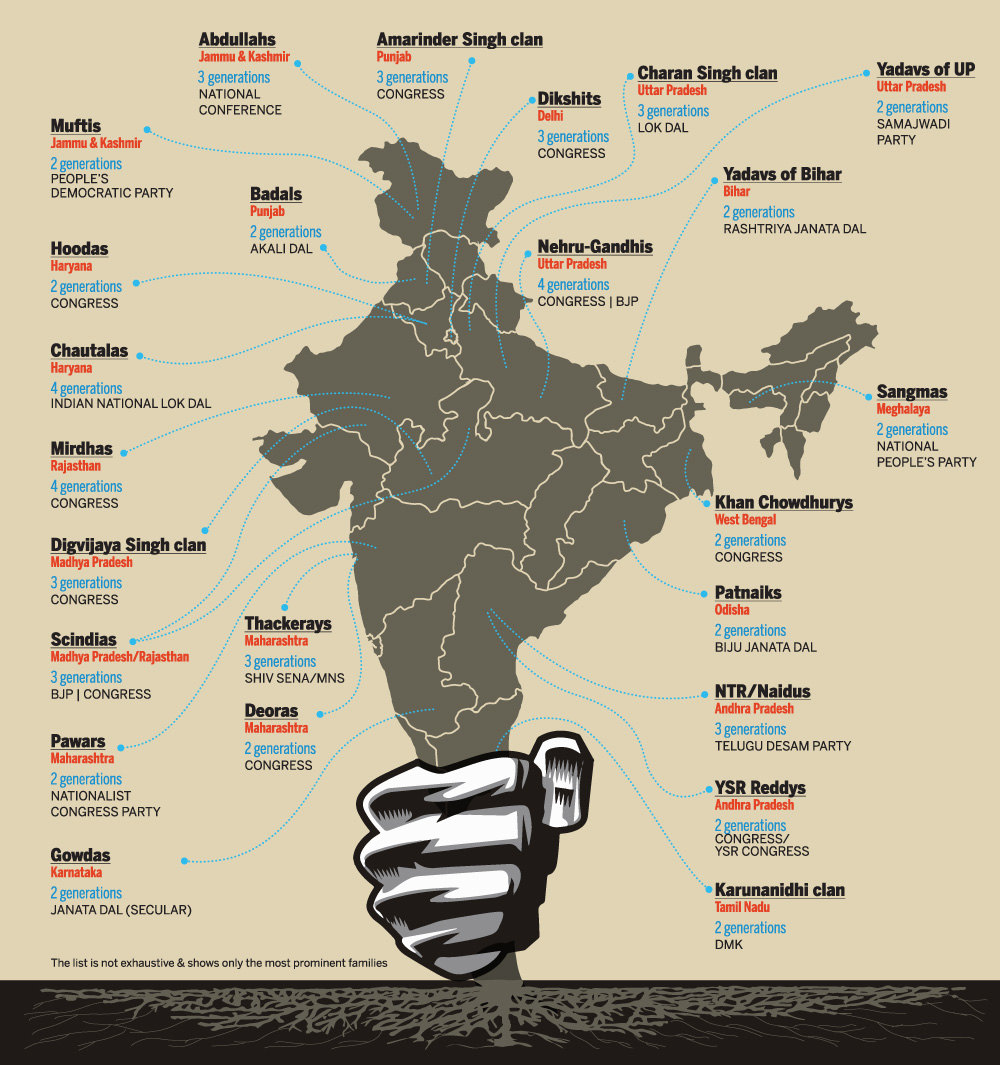 Abdullahs
Jammu & Kashmir
3 generations
NATIONAL
CONFERENCE
Amarinder Singh clan
Punjab
3 generations
CONGRESS
Dikshits
Delhi
3 generations
CONGRESS
Charan Singh clan
Uttar Pradesh
3 generations
LOK DAL
Yadavs of UP
Uttar Pradesh
2 generations
SAMAJWADI
PARTY
Muftis
Jammu & Kashmir
2 generations
PEOPLE'S
DEMOCRATIC PARTY
Badals
Punjab
2 generations
AKALI DAL
Yadavs of Bihar
Bihar
2 generations
RASHTRIYA JANATA DAL
Hoodas
Haryana
2 generations
CONGRESS
Nehru-Gandhis
Uttar Pradesh
4 generations
CONGRESS | BJP
Chautalas
Haryana
4 generations
INDIAN NATIONAL LOK DAL
Sangmas
Meghalaya
2 generations
NATIONAL
PEOPLE'S PARTY
Mirdhas
Rajasthan
4 generations
CONGRESS
Khan Chowdhurys
West Bengal
2 generations
CONGRESS
Digvijaya Singh clan
Madhya Pradesh
3 generations
CONGRESS
Patnaiks
Odisha
2 generations
BIJU JANATA DAL
Scindias
Madhya Pradesh/Rajasthan
3 generations
BJP | CONGRESS
Thackerays
Maharashtra
3 generations
SHIV SENA/MNS
NTR/Naidus
Andhra Pradesh
3 generations
TELUGU DESAM PARTY
Deoras
Maharashtra
2 generations
CONGRESS
Pawars
Maharashtra
2 generations
NATIONALIST
CONGRESS PARTY
YSR Reddys
Andhra Pradesh
2 generations
CONGRESS/
YSR CONGRESS
Gowdas
Karnataka
2 generations
JANATA DAL (SECULAR)
Karunanidhi clan
Tamil Nadu
2 generations
DMK
The list is not exhaustive & shows only the most prominent families